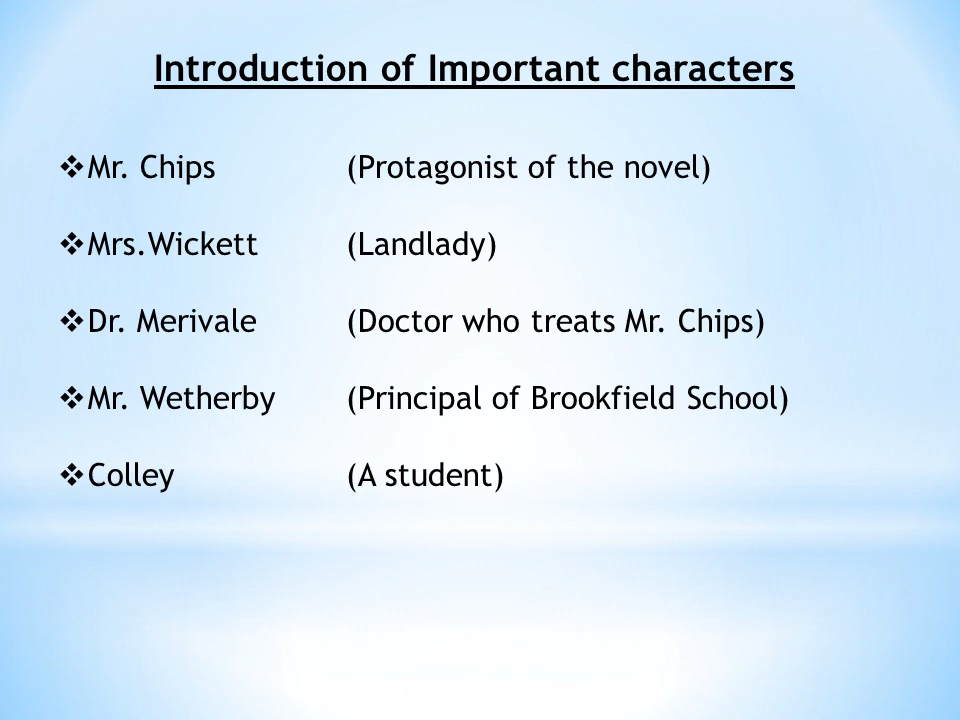 Introduction of Important characters
❖Mr. Chips (Protagonist of the novel)
❖Mrs.Wickett (Landlady)
❖Dr. Merivale (Doctor who treats Mr. Chips)
❖Mr. Wetherby (Principal of Brookfield School)
❖Colley (A student)